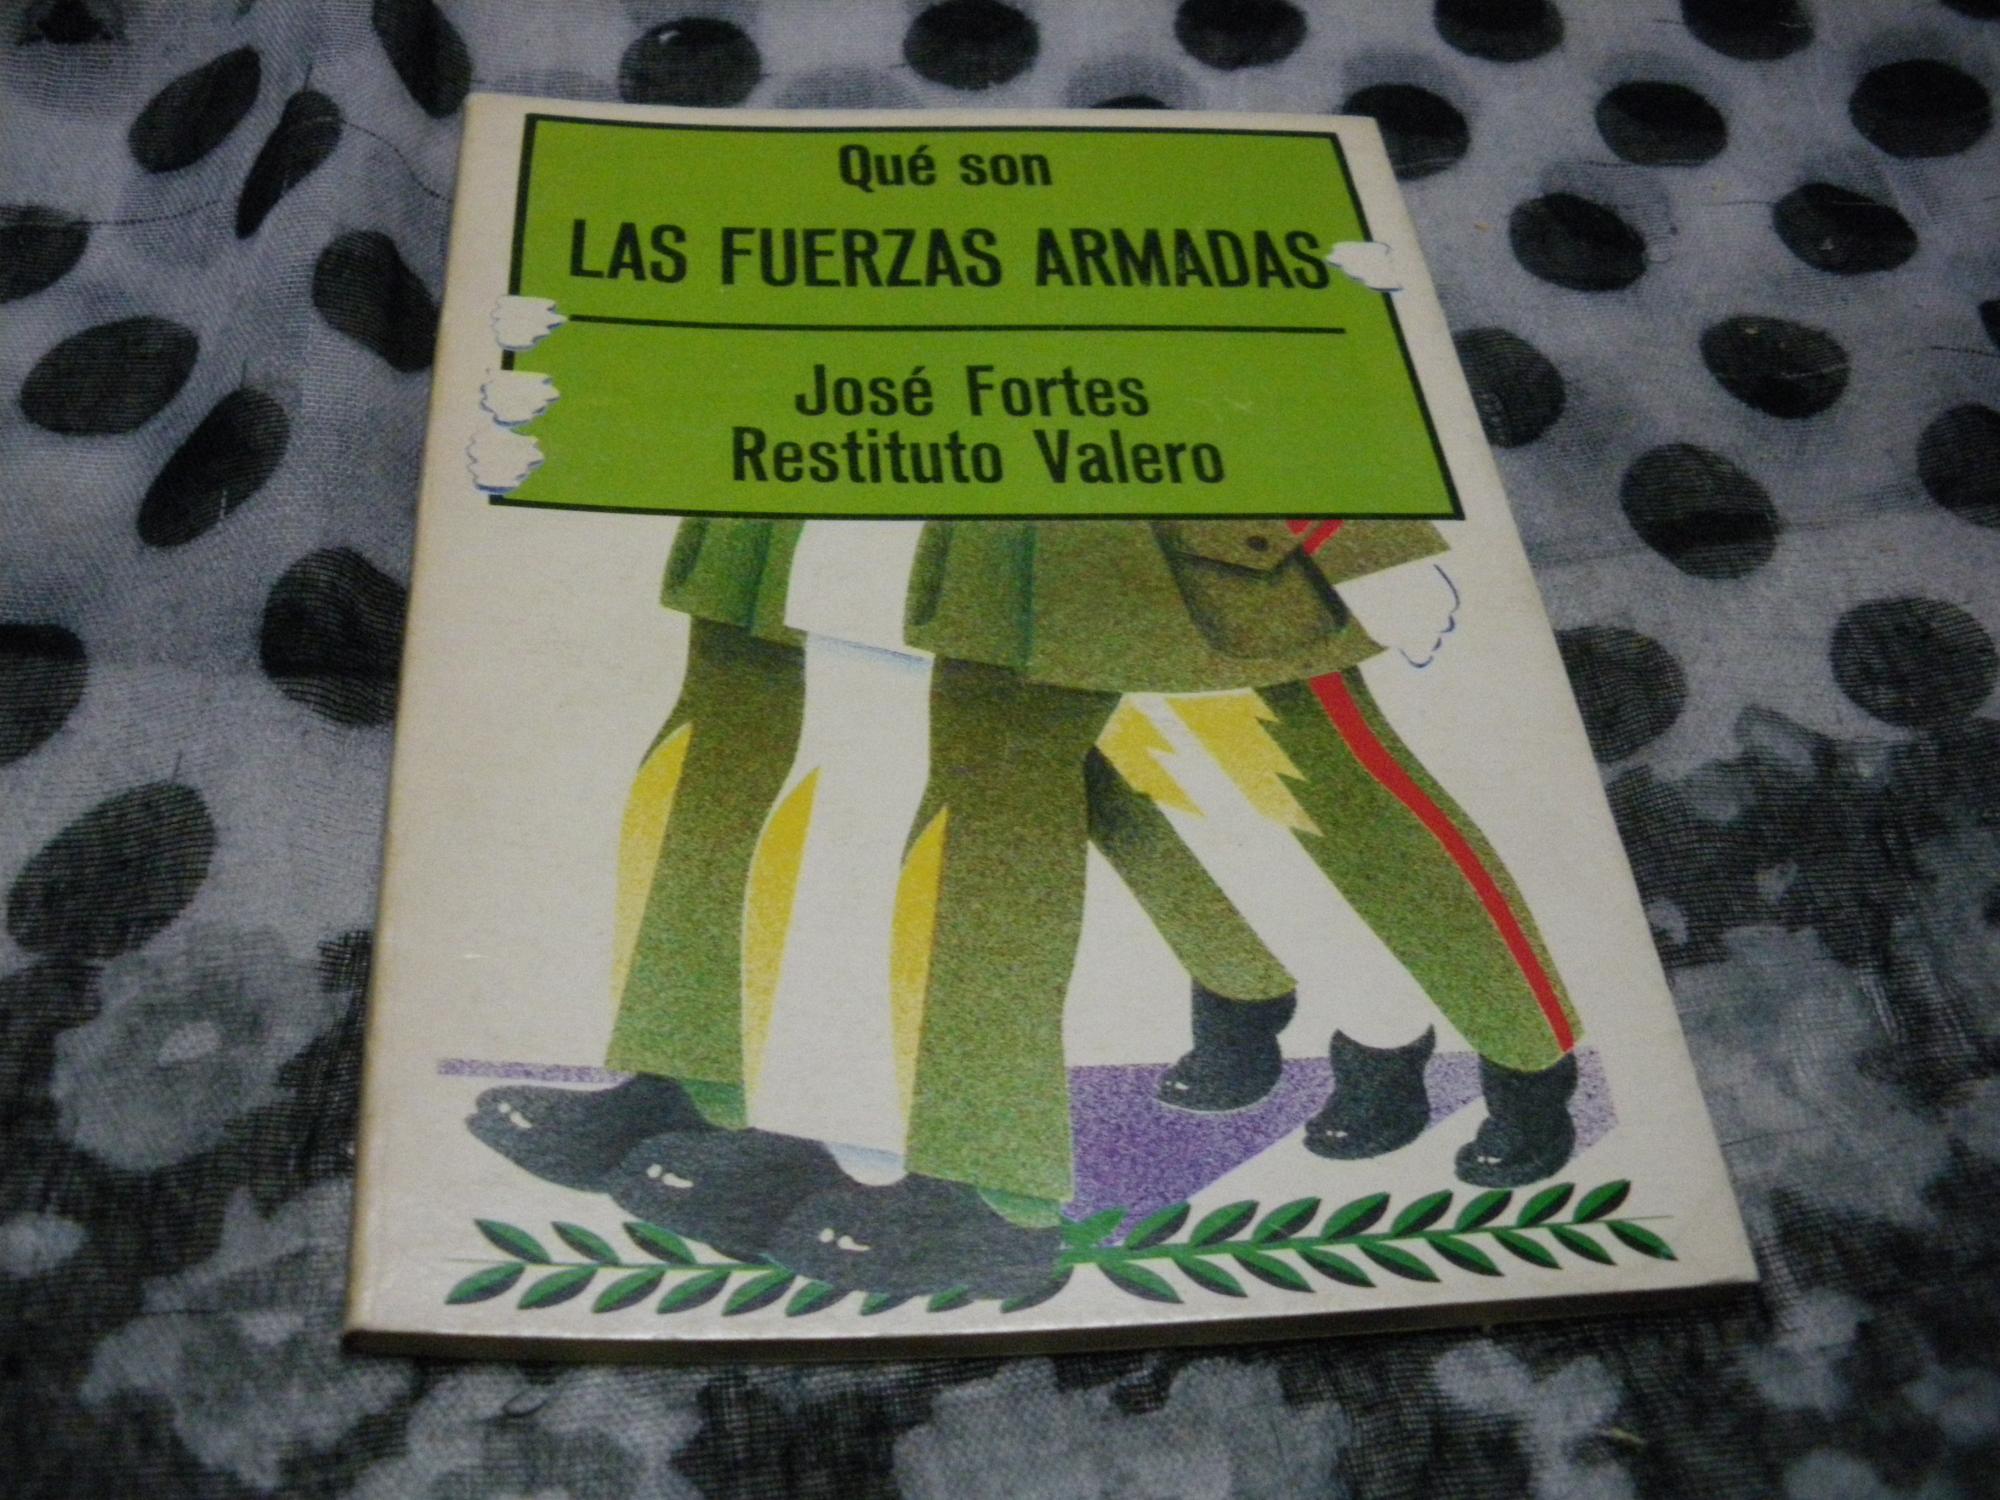 Qué son
LAS FUERZAS ARMADAS
José Fortes
Restituto Valero